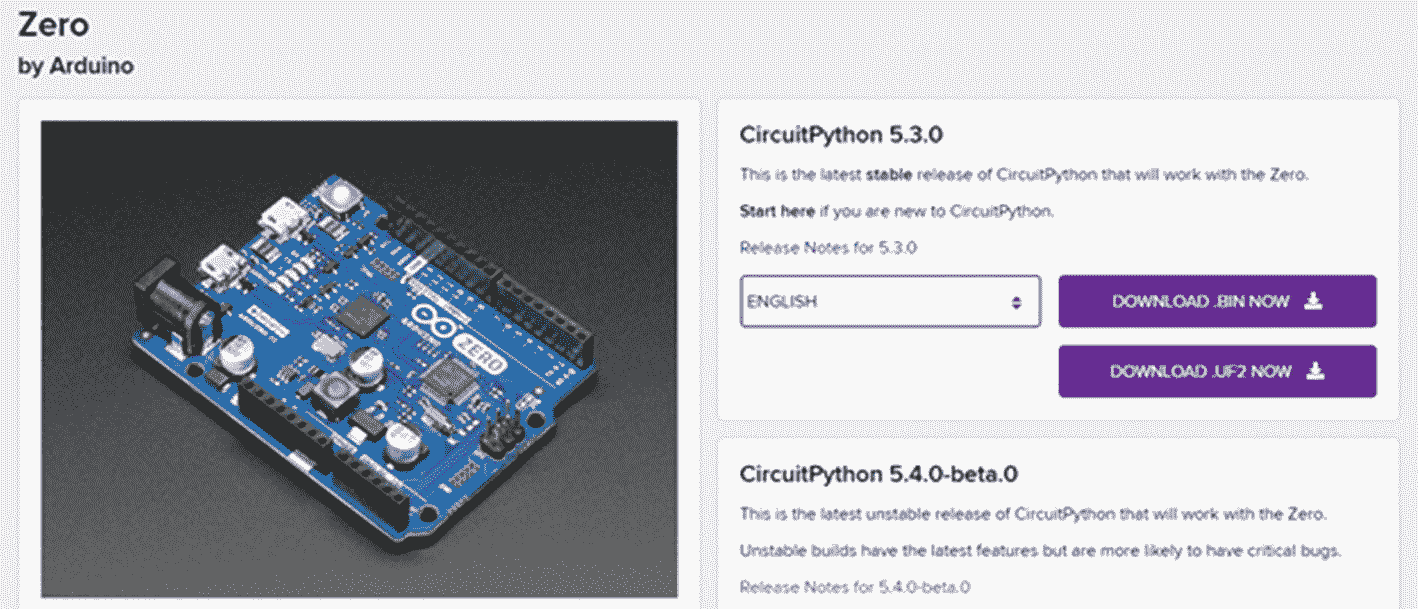 Zero
by Arduino
ZERO
CircuitPython 5.3.0
This is the latest stable release of CircuitPython that will work with the Zero.
Start here if you are new to CircuitPython.
Release Notes for 5.3.0
ENGLISH
DOWNLOAD .BIN NOW
DOWNLOAD .UF2 NOW
CircuitPython 5.4.0-beta.0
This is the latest unstable release of CircuitPython that will work with the Zero.
Unstable builds have the latest features but are more likely to have critical bugs.
Release Notes for 5.4.0-beta.0